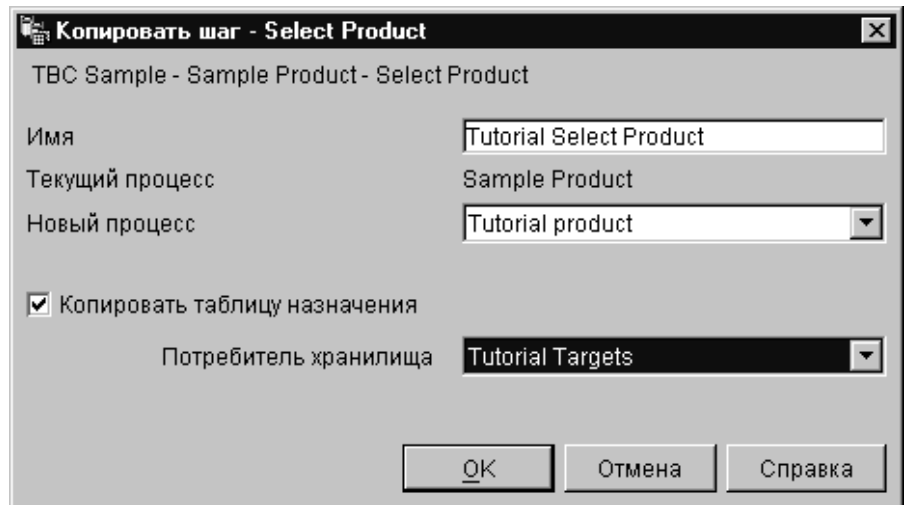 Копировать шаг - Select Product
TBC Sample - Sample Product - Select Product
Имя Tutorial Select Product
Текущий процесс Sample Product
Новый процесс Tutorial product
Копировать таблицу назначения
Потребитель хранилища Tutorial Targets
OK Отмена Справка